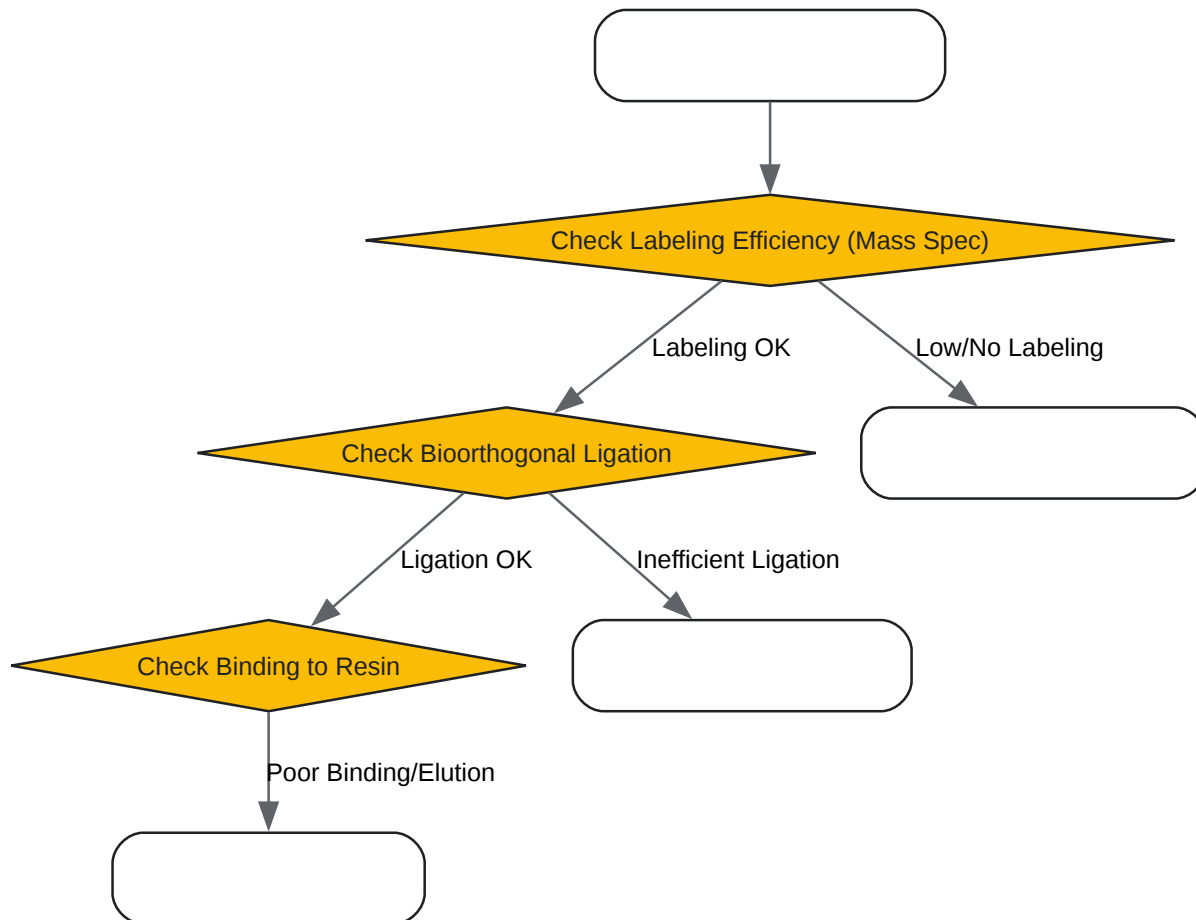 Check Labeling Efficiency (Mass Spec)
Labeling OK
Low/No Labeling
Check Bioorthogonal Ligation
Ligation OK
Inefficient Ligation
Check Binding to Resin
Poor Binding/Elution